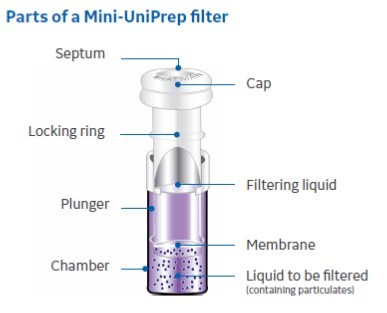 Parts of a Mini-UniPrep filter
Septum
Cap
Locking ring
Filtering liquid
Plunger
Membrane
Chamber
Liquid to be filtered
(containing particulates)